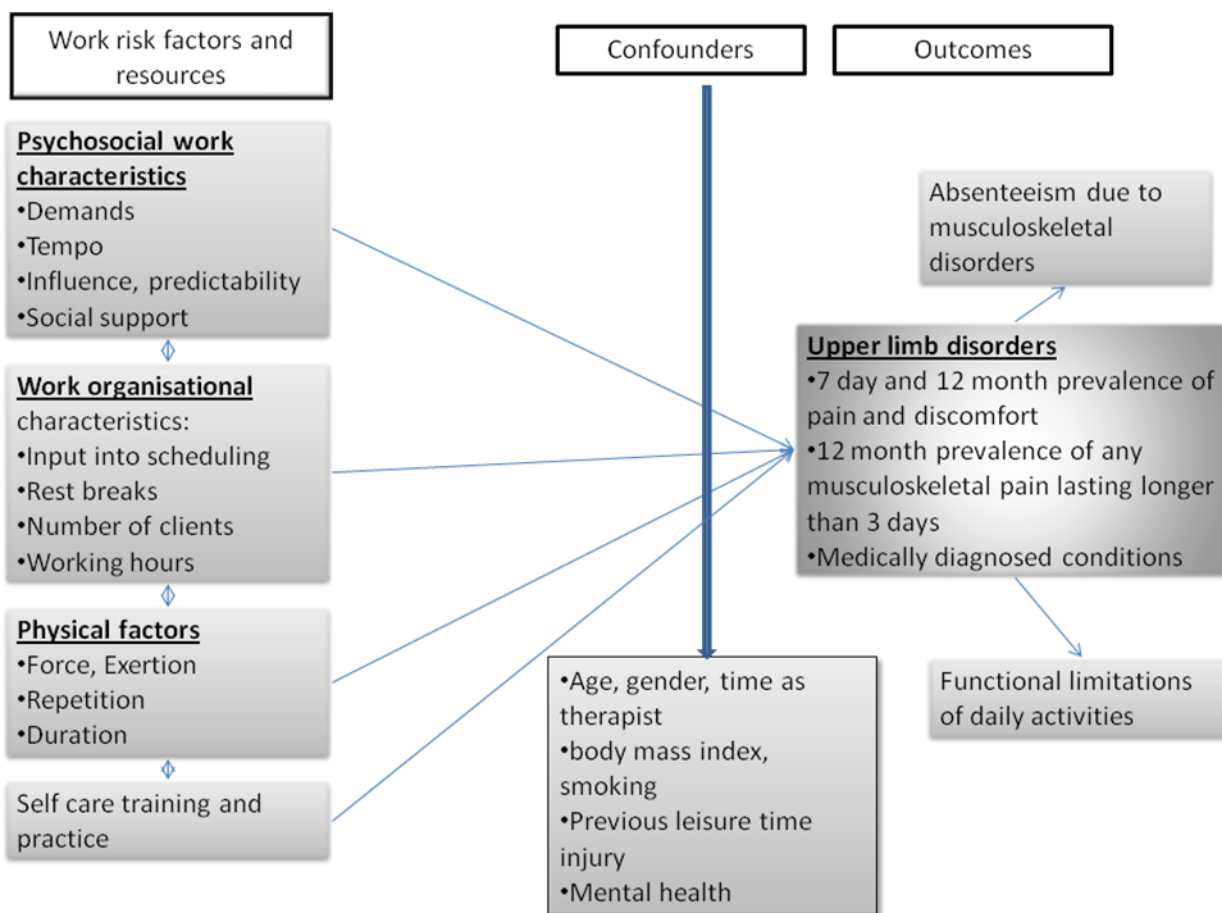 Work risk factors and
resources
Confounders
Outcomes
Psychosocial work
characteristics
•Demands
•Tempo
•Influence, predictability
•Social support
Work organisational
characteristics:
•Input into scheduling
•Rest breaks
•Number of clients
•Working hours
Physical factors
•Force, Exertion
•Repetition
•Duration
Self care training and
practice
•Age, gender, time as
therapist
•body mass index,
smoking
•Previous leisure time
injury
•Mental health
Absenteeism due to
musculoskeletal
disorders
Upper limb disorders
•7 day and 12 month prevalence of
pain and discomfort
•12 month prevalence of any
musculoskeletal pain lasting longer
than 3 days
•Medically diagnosed conditions
Functional limitations
of daily activities